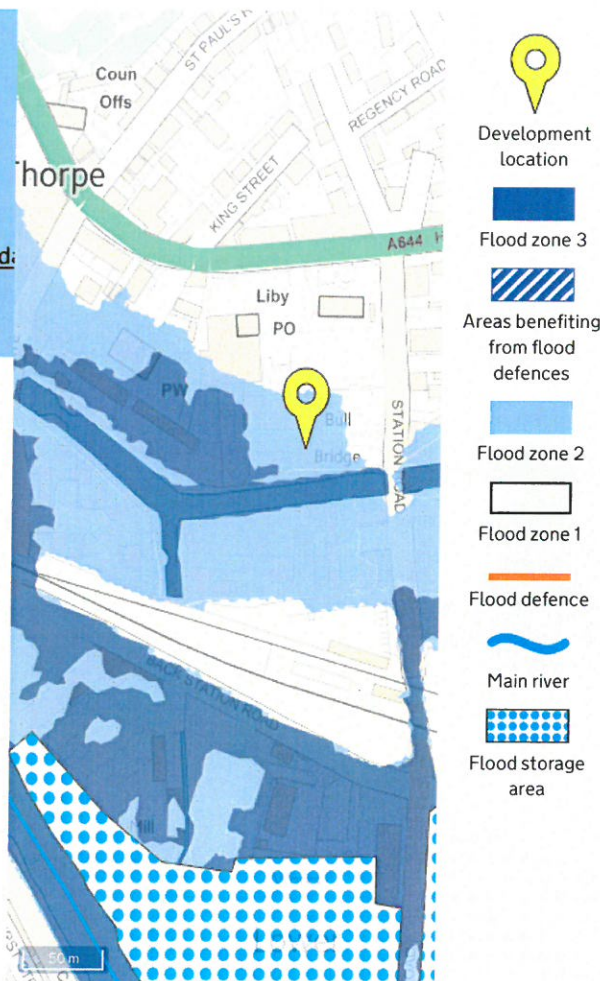 ST PAUL'S R
Coun
Offs
REGENCY ROAD
Thorpe
KING STREET
A644 H
da
Liby
PO
PW
Bull
Bridge
STATION ROAD
BACK STATION ROAD
50 m
Development
location
Flood zone 3
Areas benefiting
from flood
defences
Flood zone 2
Flood zone 1
Flood defence
Main river
Flood storage
area